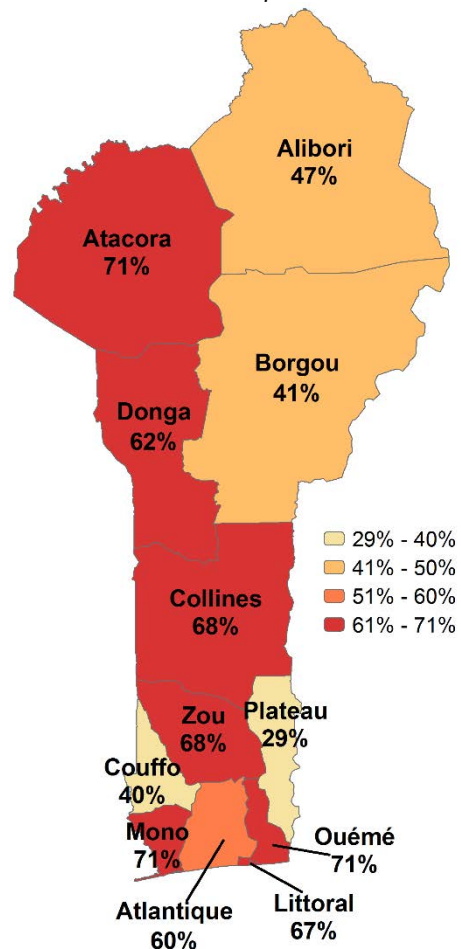 Alibori
47%
Atacora
71%
Borgou
41%
Donga
62%
29% - 40%
41% - 50%
51% - 60%
61% - 71%
Collines
68%
Zou
68%
Plateau
29%
Couffo
40%
Mono
71%
Ouémé
71%
Atlantique
60%
Littoral
67%